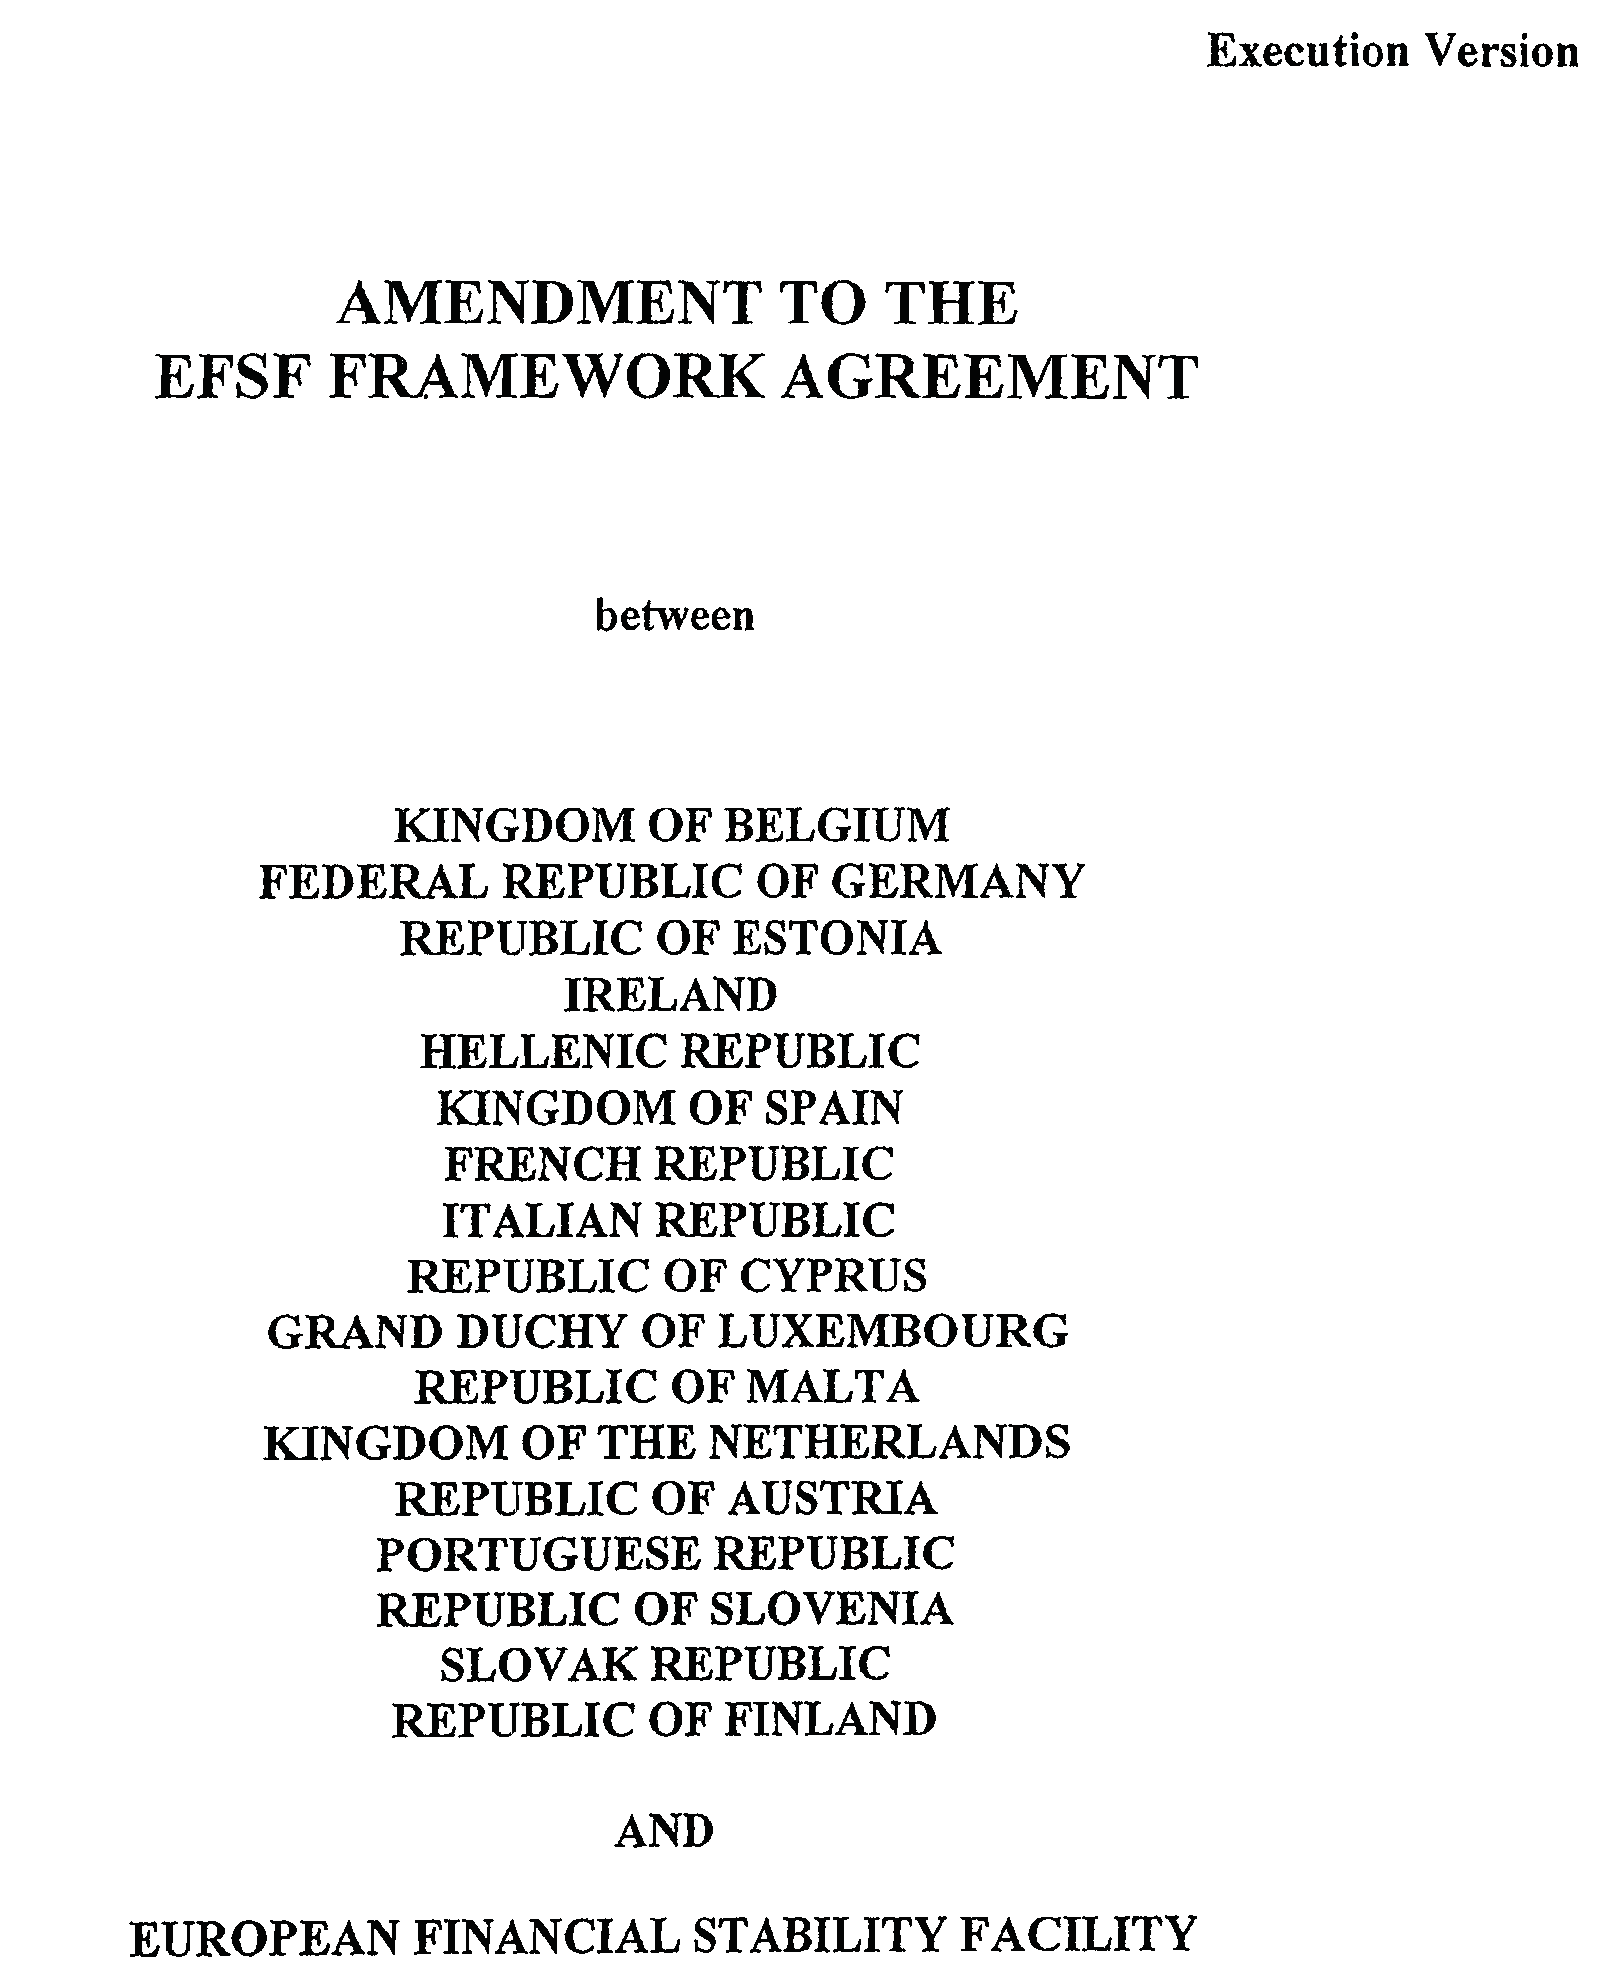 Execution Version
AMENDMENT TO THE
EFSF FRAMEWORK AGREEMENT
between
KINGDOM OF BELGIUM
FEDERAL REPUBLIC OF GERMANY
REPUBLIC OF ESTONIA
IRELAND
HELLENIC REPUBLIC
KINGDOM OF SPAIN
FRENCH REPUBLIC
ITALIAN REPUBLIC
REPUBLIC OF CYPRUS
GRAND DUCHY OF LUXEMBOURG
REPUBLIC OF MALTA
KINGDOM OF THE NETHERLANDS
REPUBLIC OF AUSTRIA
PORTUGUESE REPUBLIC
REPUBLIC OF SLOVENIA
SLOVAK REPUBLIC
REPUBLIC OF FINLAND
AND
EUROPEAN FINANCIAL STABILITY FACILITY